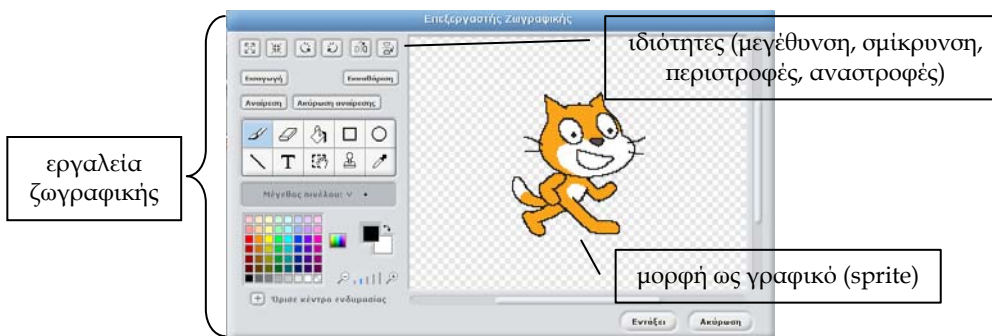 Επεξεργαστής Ζωγραφικής
ιδιότητες (μεγέθυνση, σμίκρυνση,
περιστροφές, αναστροφές)
Εισαγωγή
Εκκαθάριση
Αναίρεση
Ακύρωση αναίρεσης
T
εργαλεία
ζωγραφικής
Μέγεθος πινέλου:
μορφή ως γραφικό (sprite)
Όρισε κέντρο ενδυμασίας
Εντάξει
Ακύρωση